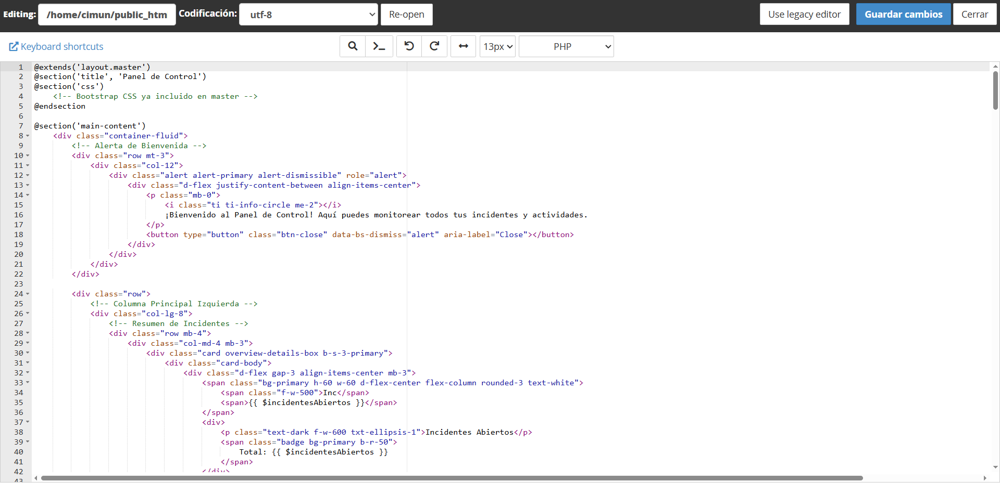 Editing: /home/cimun/public_htm Codificación: utf-8 Re-open Use legacy editor Guardar cambios Cerrar
Keyboard shortcuts 13px PHP
1 @extends('layout.master')
2 @section('title', 'Panel de Control')
3 @section('css')
4 <!-- Bootstrap CSS ya incluido en master -->
5 @endsection
6
7 @section('main-content')
8 <div class="container-fluid">
9 <!-- Alerta de Bienvenida -->
10 <div class="row mt-3">
11 <div class="col-12">
12 <div class="alert alert-primary alert-dismissible" role="alert">
13 <div class="d-flex justify-content-between align-items-center">
14 <p class="mb-0">
15 <i class="ti ti-info-circle me-2"></i>
16 ¡Bienvenido al Panel de Control! Aquí puedes monitorear todos tus incidentes y actividades.
17 </p>
18 <button type="button" class="btn-close" data-bs-dismiss="alert" aria-label="Close"></button>
19 </div>
20 </div>
21 </div>
22 </div>
23
24 <div class="row">
25 <!-- Columna Principal Izquierda -->
26 <div class="col-lg-8">
27 <!-- Resumen de Incidentes -->
28 <div class="row mb-4">
29 <div class="col-md-4 mb-3">
30 <div class="card overview-details-box b-s-3-primary">
31 <div class="card-body">
32 <div class="d-flex gap-3 align-items-center mb-3">
33 <span class="bg-primary h-60 w-60 d-flex-center flex-column rounded-3 text-white">
34 <span class="f-w-500">Inc</span>
35 <span>{{ $incidentesAbiertos }}</span>
36 </span>
37 <div>
38 <p class="text-dark f-w-600 txt-ellipsis-1">Incidentes Abiertos</p>
39 <span class="badge bg-primary b-r-50">
40 Total: {{ $incidentesAbiertos }}
41 </span>
42 </div>
43